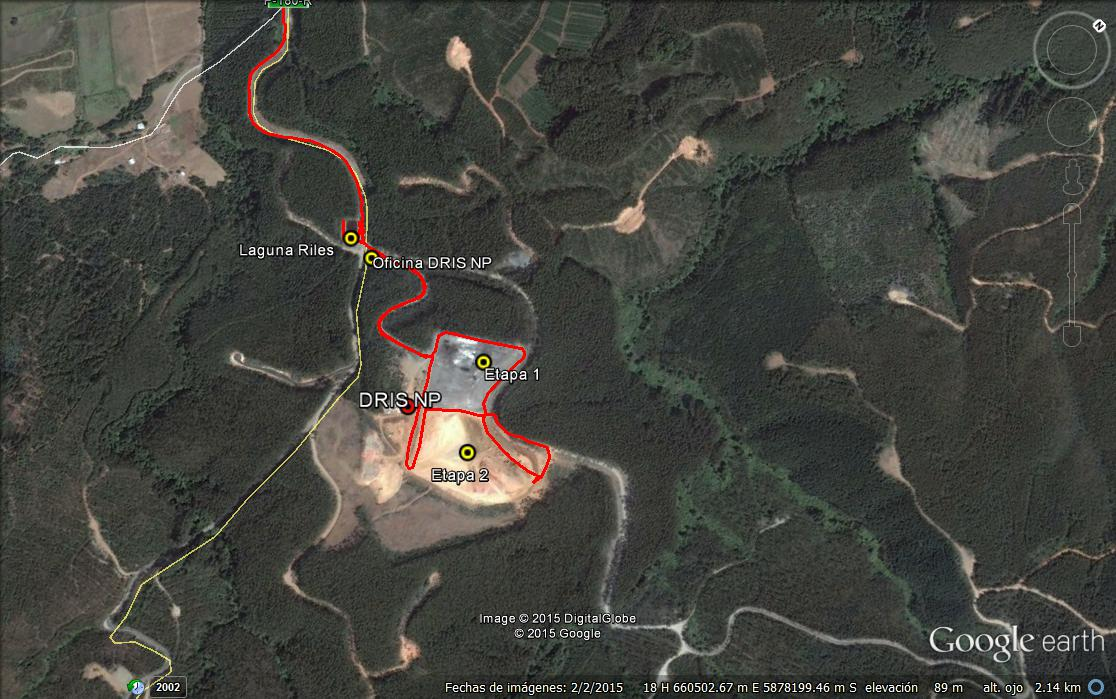 P-160-R
Laguna Riles
Oficina DRIS NP
Etapa 1
DRIS NP
Etapa 2
Image © 2015 DigitalGlobe
© 2015 Google
Google earth
2002
Fechas de imágenes: 2/2/2015 18 H 660502.67 m E 5878199.46 m S elevación 89 m alt. ojo 2.14 km
N